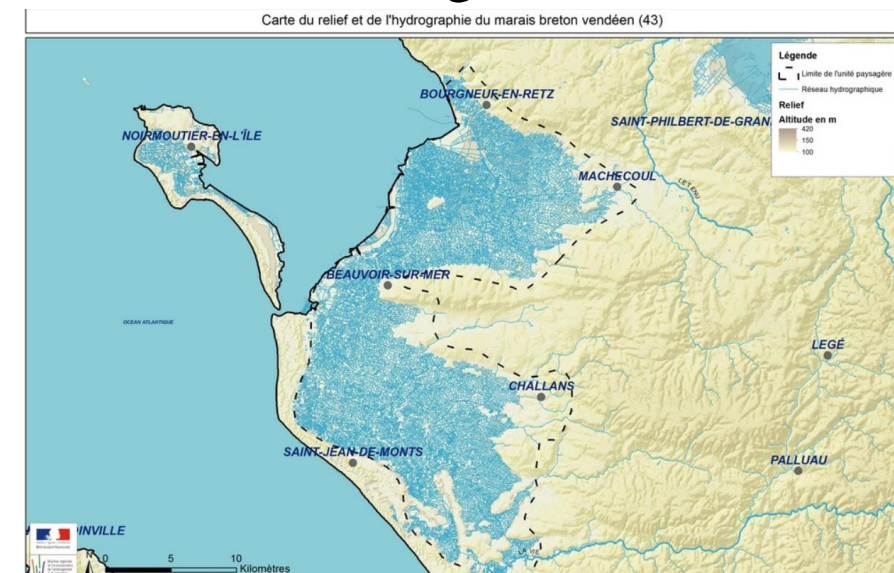 Carte du relief et de l'hydrographie du marais breton vendéen (43)
Légende
Limite de l'unité paysagère
Réseau hydrographique
Relief
Altitude en m
420
150
100
BOURGNEUF-EN-RETZ
SAINT-PHILBERT-DE-GRAN
NOIRMOUTIER-EN-L'ÎLE
MACHECOUL
BEAUVOIR-SUR-MER
OCEAN ATLANTIQUE
LEGÉ
CHALLANS
SAINT-JEAN-DE-MONTS
PALLUAU
INVILLE
LA VIE
N
0 5 10
Kilomètres